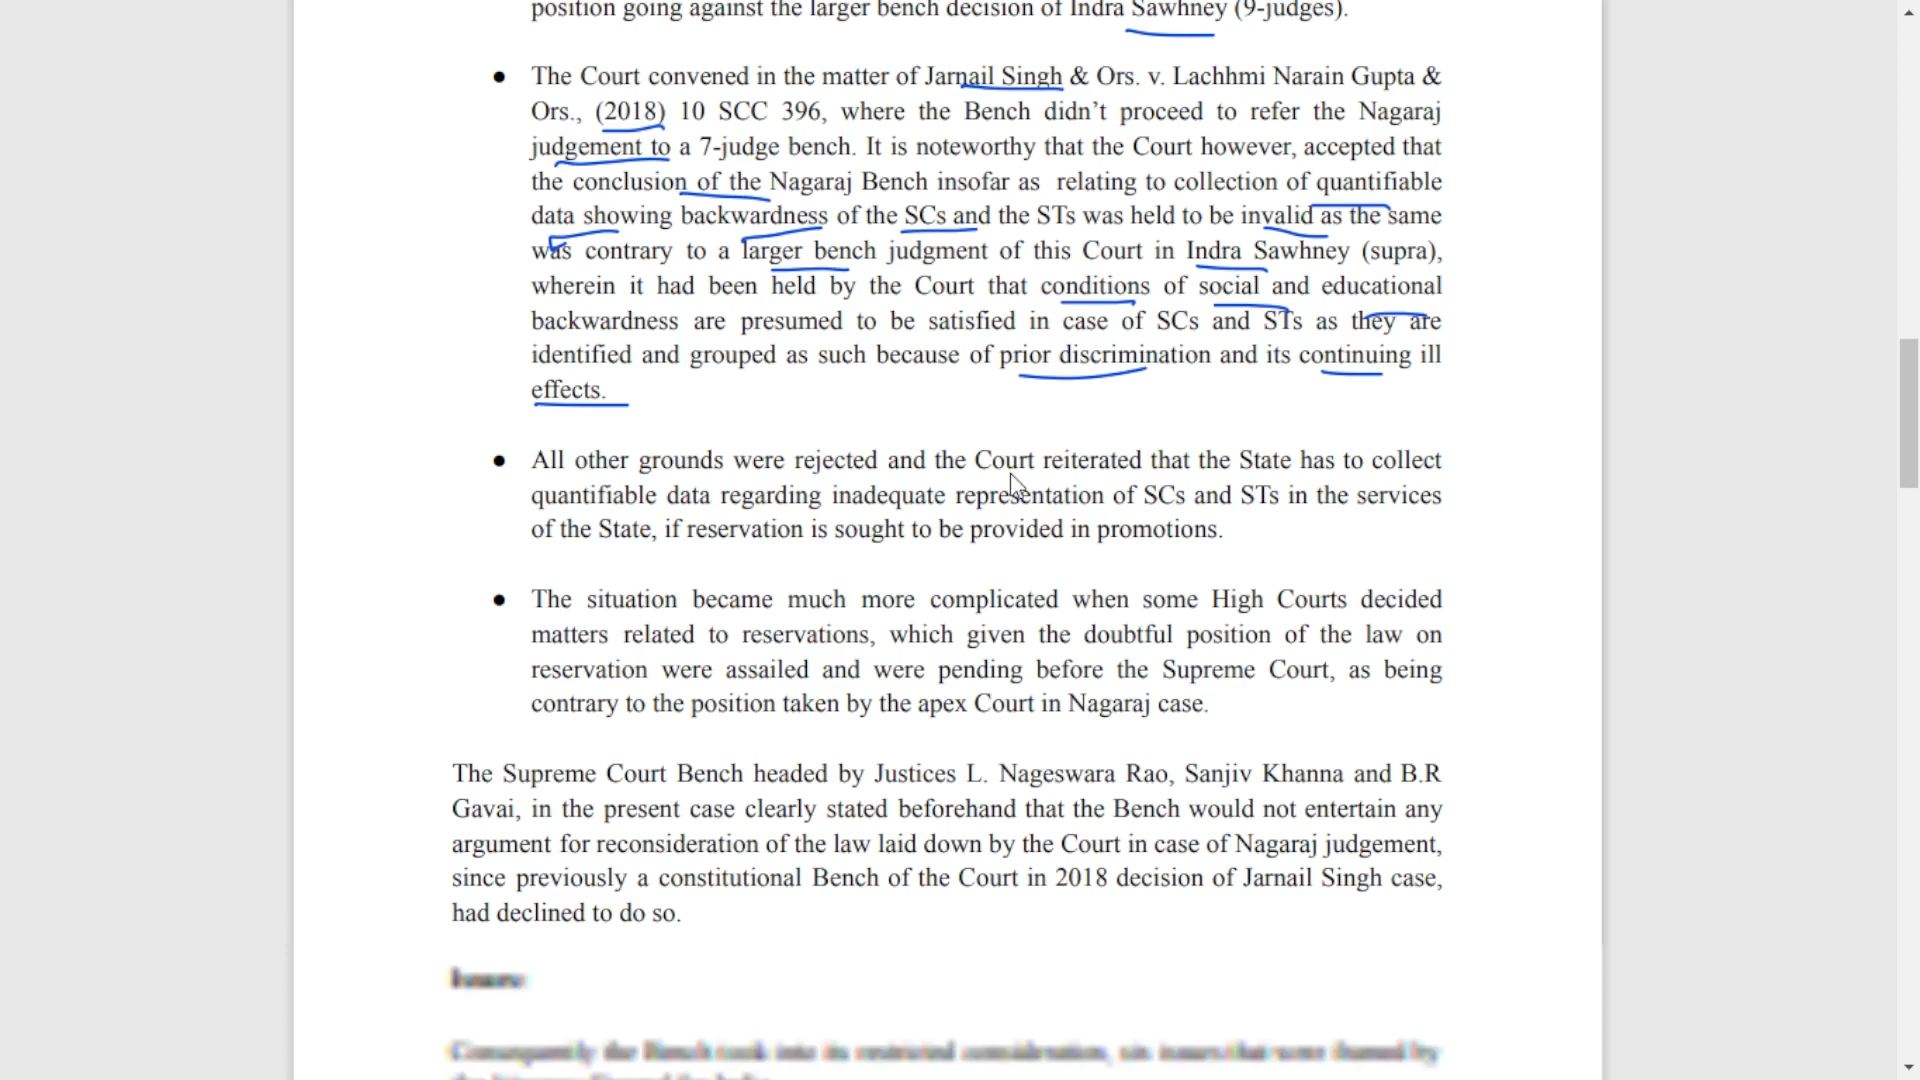 position going against the larger bench decision of Indra Sawhney (9-judges).
● The Court convened in the matter of Jarnail Singh & Ors. v. Lachhmi Narain Gupta &
Ors., (2018) 10 SCC 396, where the Bench didn’t proceed to refer the Nagaraj
judgement to a 7-judge bench. It is noteworthy that the Court however, accepted that
the conclusion of the Nagaraj Bench insofar as relating to collection of quantifiable
data showing backwardness of the SCs and the STs was held to be invalid as the same
was contrary to a larger bench judgment of this Court in Indra Sawhney (supra),
wherein it had been held by the Court that conditions of social and educational
backwardness are presumed to be satisfied in case of SCs and STs as they are
identified and grouped as such because of prior discrimination and its continuing ill
effects.
● All other grounds were rejected and the Court reiterated that the State has to collect
quantifiable data regarding inadequate representation of SCs and STs in the services
of the State, if reservation is sought to be provided in promotions.
● The situation became much more complicated when some High Courts decided
matters related to reservations, which given the doubtful position of the law on
reservation were assailed and were pending before the Supreme Court, as being
contrary to the position taken by the apex Court in Nagaraj case.
The Supreme Court Bench headed by Justices L. Nageswara Rao, Sanjiv Khanna and B.R
Gavai, in the present case clearly stated beforehand that the Bench would not entertain any
argument for reconsideration of the law laid down by the Court in case of Nagaraj judgement,
since previously a constitutional Bench of the Court in 2018 decision of Jarnail Singh case,
had declined to do so.